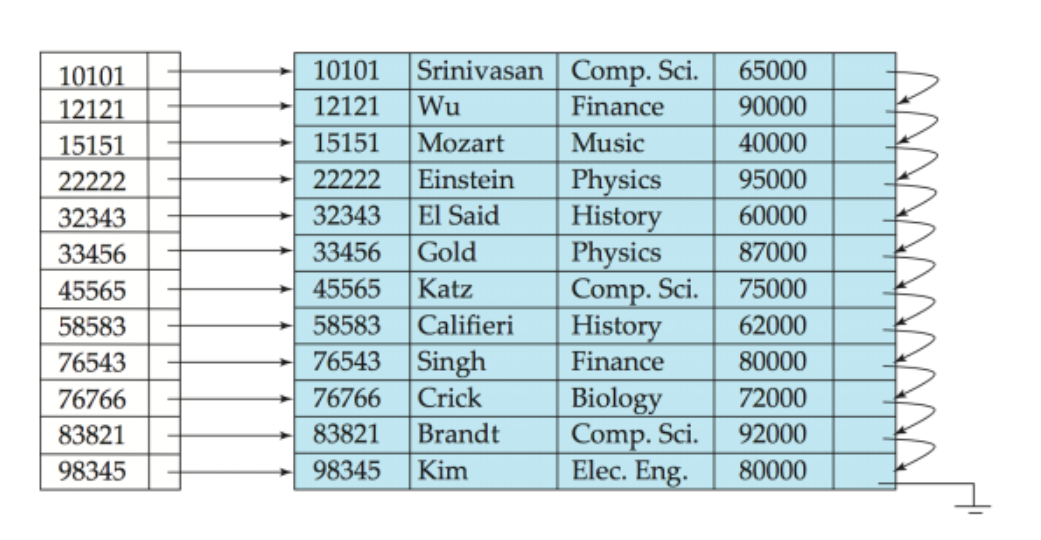 10101 10101 Srinivasan Comp. Sci. 65000
12121 12121 Wu Finance 90000
15151 15151 Mozart Music 40000
22222 22222 Einstein Physics 95000
32343 32343 El Said History 60000
33456 33456 Gold Physics 87000
45565 45565 Katz Comp. Sci. 75000
58583 58583 Califieri History 62000
76543 76543 Singh Finance 80000
76766 76766 Crick Biology 72000
83821 83821 Brandt Comp. Sci. 92000
98345 98345 Kim Elec. Eng. 80000